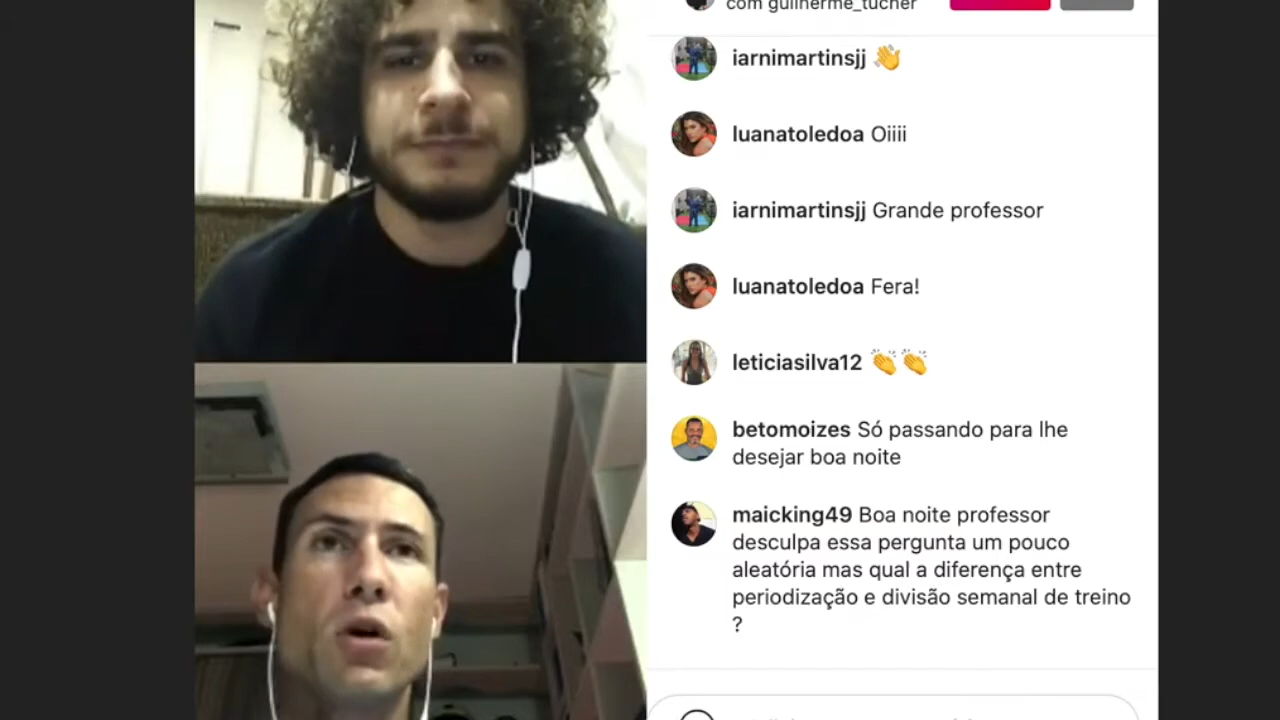 com guilherme_tucher
iarnimartinsjj 👋
luanatoledoa Oiiii
iarnimartinsjj Grande professor
luanatoledoa Fera!
leticiasilva12 👏👏
betomoizes Só passando para lhe
desejar boa noite
maicking49 Boa noite professor
desculpa essa pergunta um pouco
aleatória mas qual a diferença entre
periodização e divisão semanal de treino
?